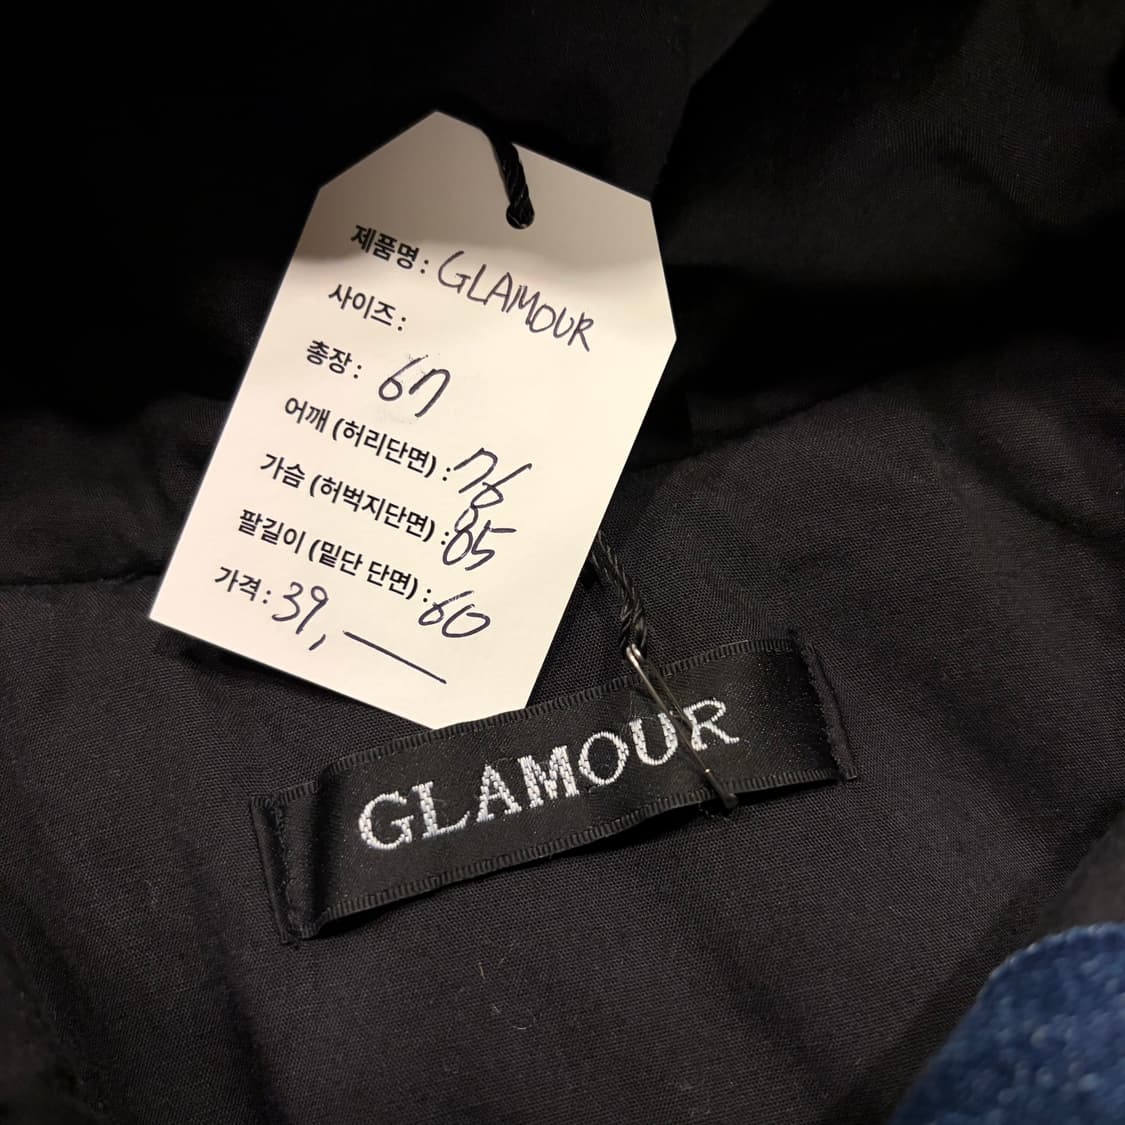 제품명 : GLAMOUR
사이즈 :
총장 : 67
어깨 (허리단면) : 76
가슴 (허벅지단면) : 85
팔길이 (밑단 단면) : 60
가격 : 39,—
GLAMOUR